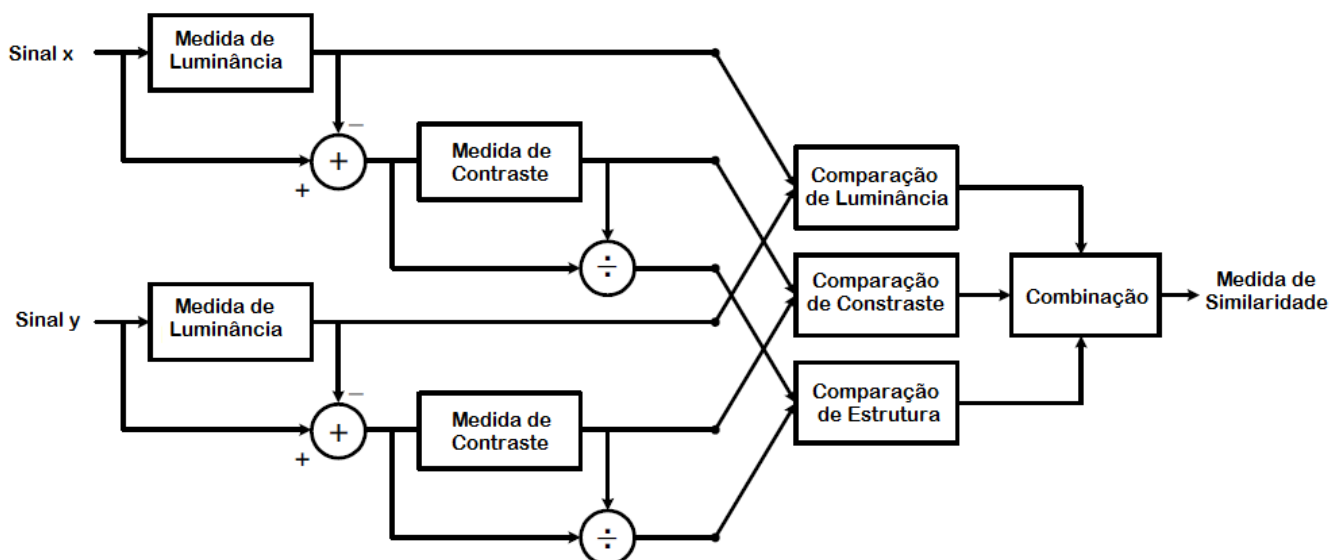 Sinal x
Medida de
Luminância
−
+
+
Medida de
Contraste
÷
Sinal y
Medida de
Luminância
−
+
+
Medida de
Contraste
÷
Comparação
de Luminância
Comparação
de Constraste
Comparação
de Estrutura
Combinação
Medida de
Similaridade